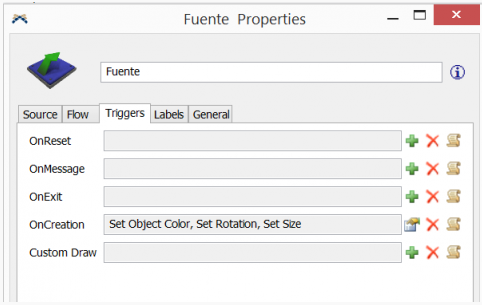 Fuente Properties
Fuente
Source Flow Triggers Labels General
OnReset
OnMessage
OnExit
OnCreation Set Object Color, Set Rotation, Set Size
Custom Draw